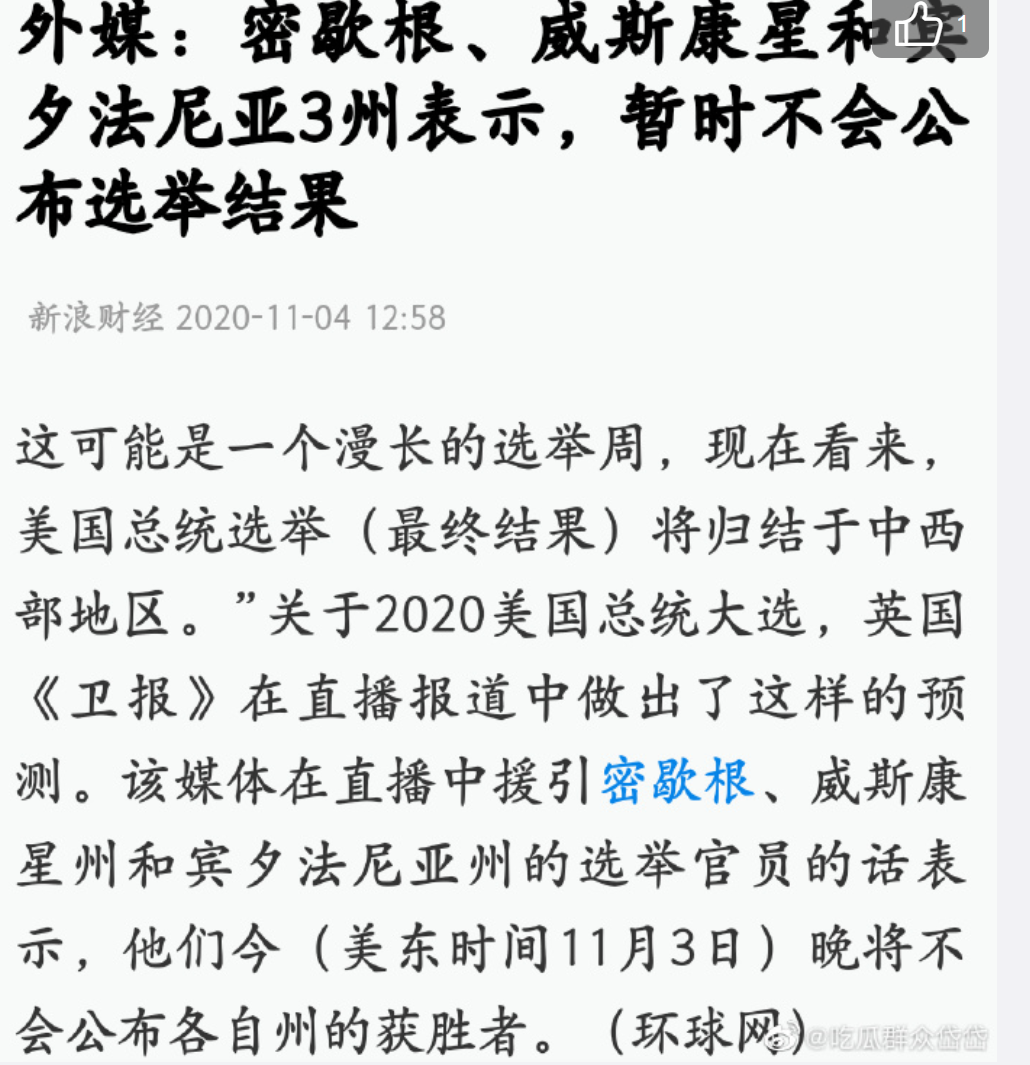 外媒：密歇根、威斯康星和宾
1
夕法尼亚3州表示，暂时不会公
布选举结果
新浪财经 2020-11-04 12:58
这可能是一个漫长的选举周，现在看来，
美国总统选举（最终结果）将归结于中西
部地区。”关于2020美国总统大选，英国
《卫报》在直播报道中做出了这样的预
测。该媒体在直播中援引密歇根、威斯康
星州和宾夕法尼亚州的选举官员的话表
示，他们今（美东时间11月3日）晚将不
会公布各自州的获胜者。（环球网）
@吃瓜群众岱岱